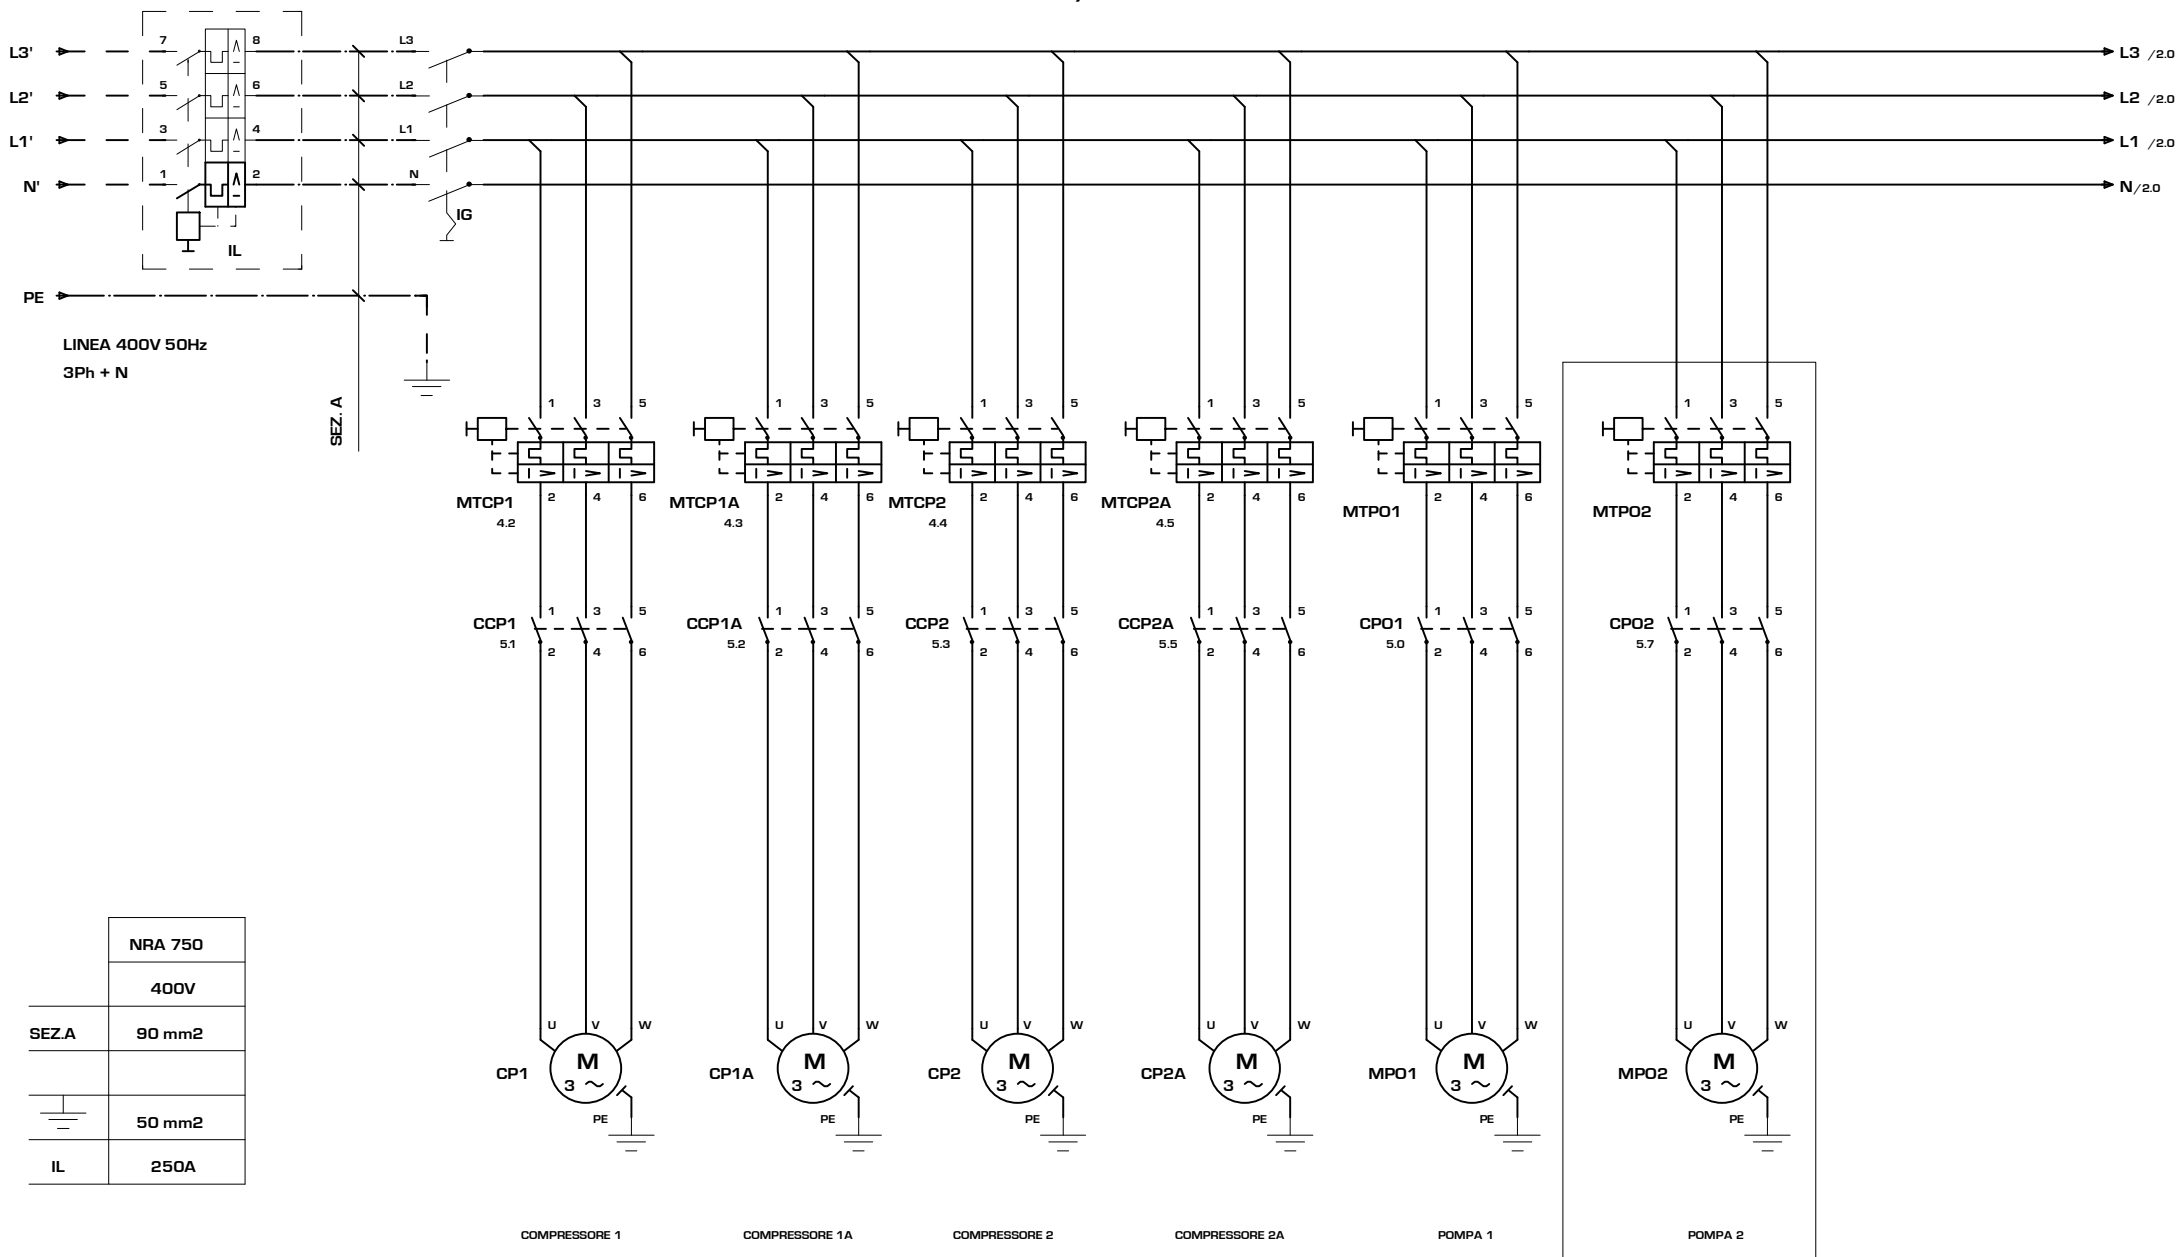 L3' 7 8 L3 L3 /2.0
L2' 5 6 L2 L2 /2.0
L1' 3 4 L1 L1 /2.0
N' 1 2 N N /2.0
IG
IL
PE
LINEA 400V 50Hz
3Ph + N
SEZ. A
1 3 5 1 3 5 1 3 5 1 3 5 1 3 5 1 3 5
I > I > I > I > I > I > I > I > I > I > I > I > I > I > I > I > I > I >
2 4 6 2 4 6 2 4 6 2 4 6 2 4 6 2 4 6
MTCP1 MTCP1A MTCP2 MTCP2A MTPO1 MTPO2
4.2 4.3 4.4 4.5
1 3 5 1 3 5 1 3 5 1 3 5 1 3 5 1 3 5
CCP1 CCP1A CCP2 CCP2A CPO1 CPO2
5.1 5.2 5.3 5.5 5.0 5.7
2 4 6 2 4 6 2 4 6 2 4 6 2 4 6 2 4 6
NRA 750
400V
SEZ.A 90 mm2
50 mm2
IL 250A
U V W U V W U V W U V W U V W U V W
CP1 M CP1A M CP2 M CP2A M MPO1 M MPO2 M
3 ~ 3 ~ 3 ~ 3 ~ 3 ~ 3 ~
PE PE PE PE PE PE
COMPRESSORE 1 COMPRESSORE 1A COMPRESSORE 2 COMPRESSORE 2A POMPA 1 POMPA 2